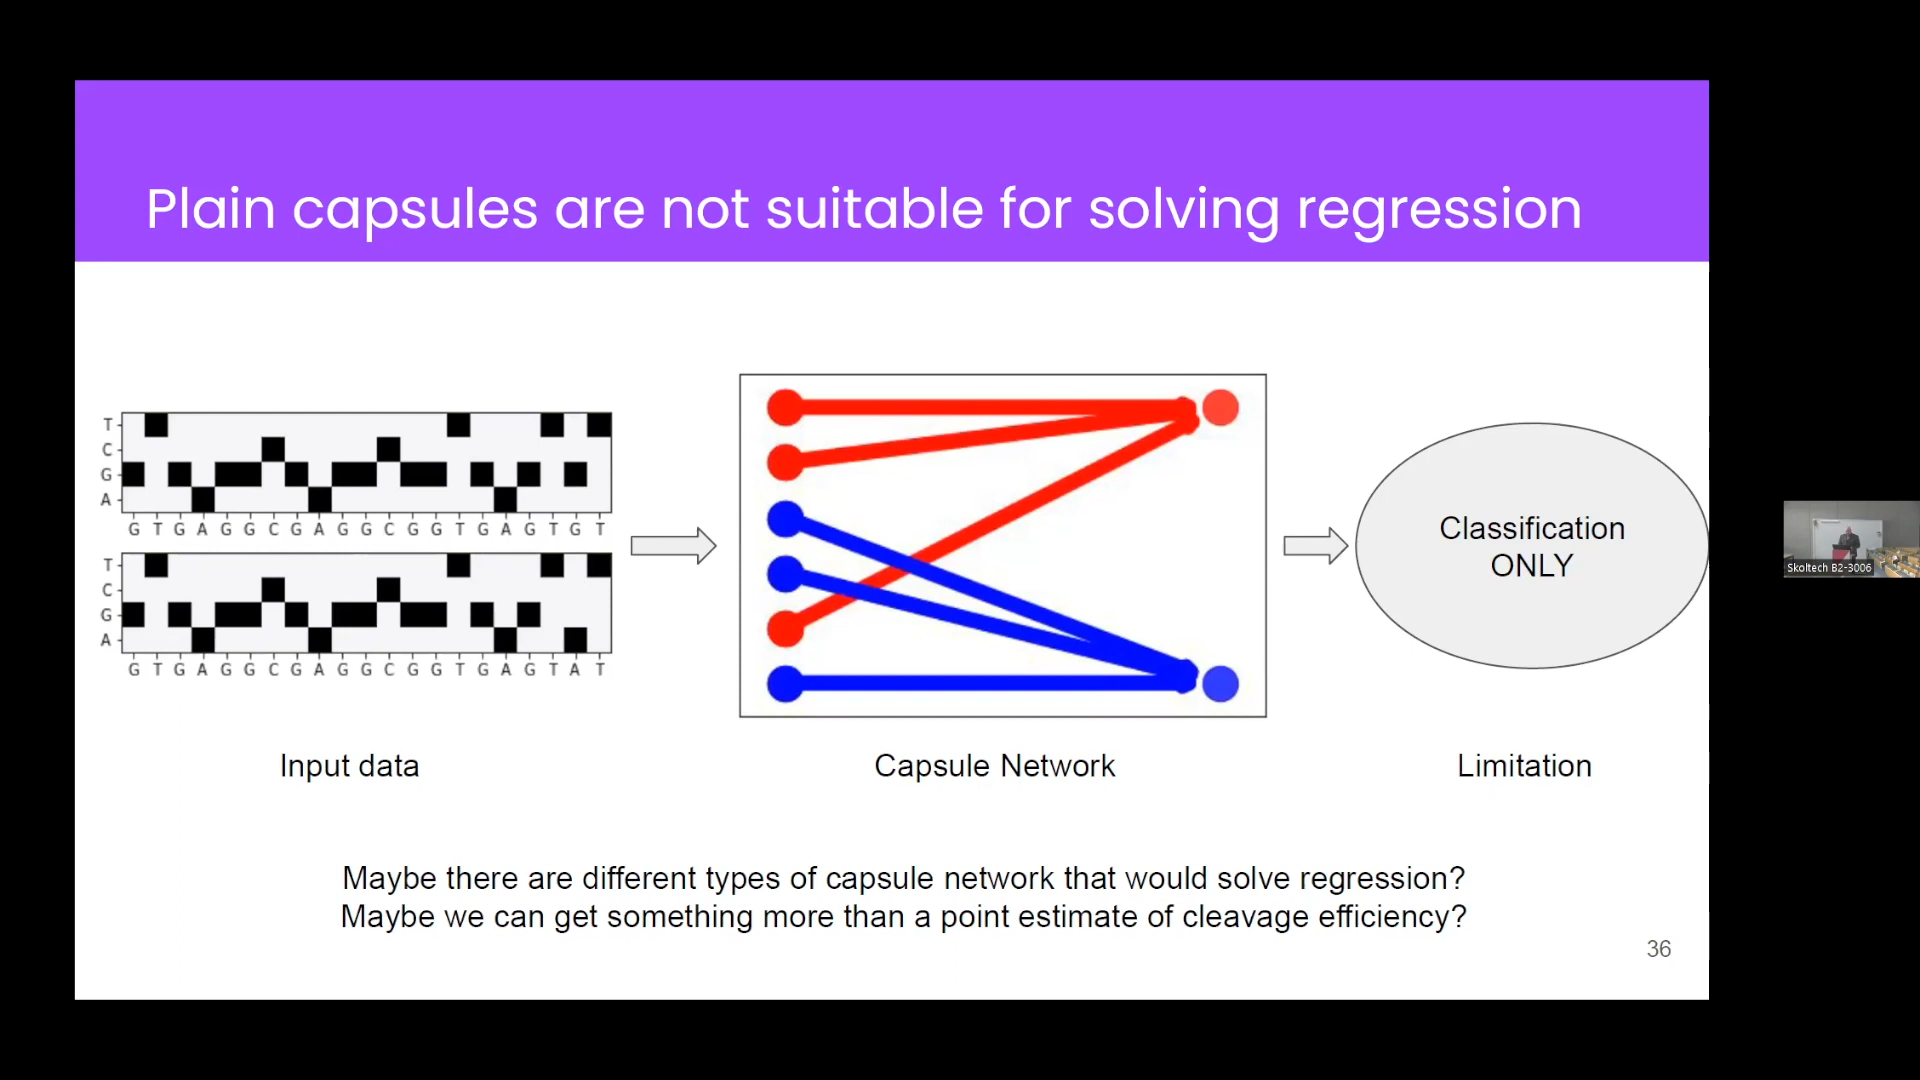 Plain capsules are not suitable for solving regression
T
C
G
A
G T G A G G C G A G G C G G T G A G T G T
T
C
G
A
G T G A G G C G A G G C G G T G A G T A T
Classification
ONLY
Input data
Capsule Network
Limitation
Maybe there are different types of capsule network that would solve regression?
Maybe we can get something more than a point estimate of cleavage efficiency?
36
Skoltech B2-3006